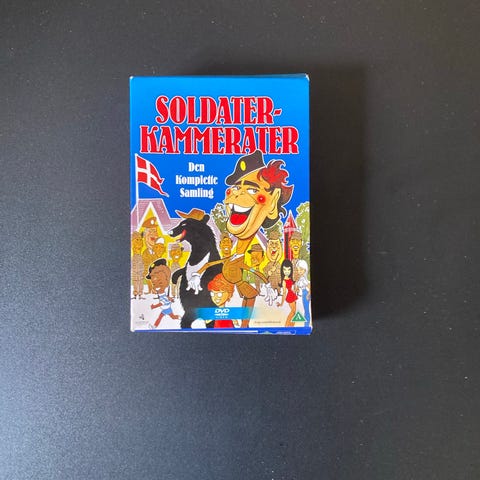 SOLDATER-
KAMMERATER
Den
Komplette
Samling
DVD
A